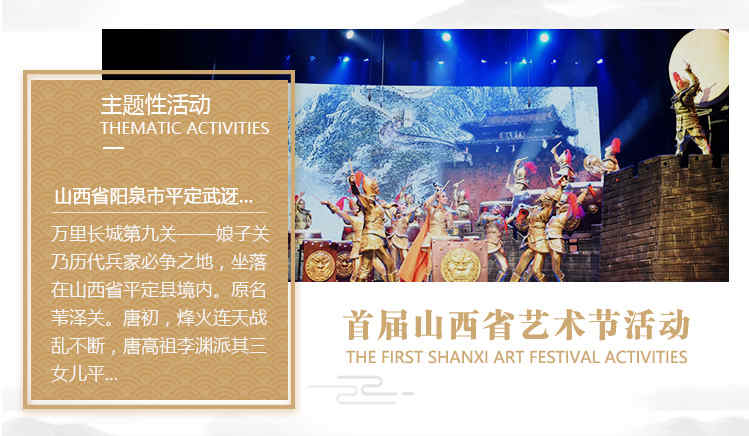 主题性活动
THEMATIC ACTIVITIES
山西省阳泉市平定武迓...
万里长城第九关——娘子关
乃历代兵家必争之地，坐落
在山西省平定县境内。原名
苇泽关。唐初，烽火连天战
乱不断，唐高祖李渊派其三
女儿平...
首届山西省艺术节活动
THE FIRST SHANXI ART FESTIVAL ACTIVITIES